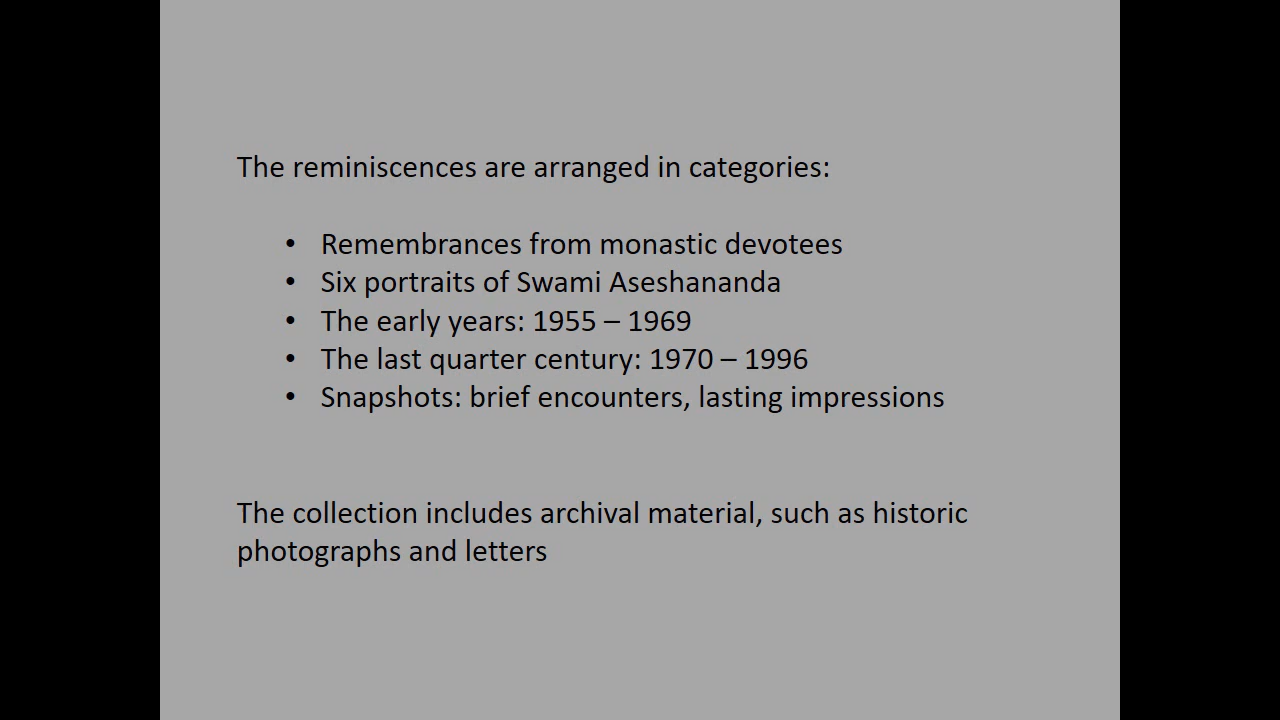 The reminiscences are arranged in categories:
• Remembrances from monastic devotees
• Six portraits of Swami Aseshananda
• The early years: 1955 – 1969
• The last quarter century: 1970 – 1996
• Snapshots: brief encounters, lasting impressions
The collection includes archival material, such as historic
photographs and letters